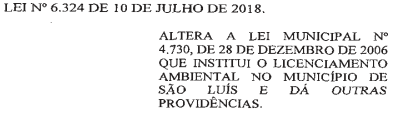 LEI Nº 6.324 DE 10 DE JULHO DE 2018.
ALTERA A LEI MUNICIPAL Nº
4.730, DE 28 DE DEZEMBRO DE 2006
QUE INSTITUI O LICENCIAMENTO
AMBIENTAL NO MUNICÍPIO DE
SÃO LUÍS E DÁ OUTRAS
PROVIDÊNCIAS.